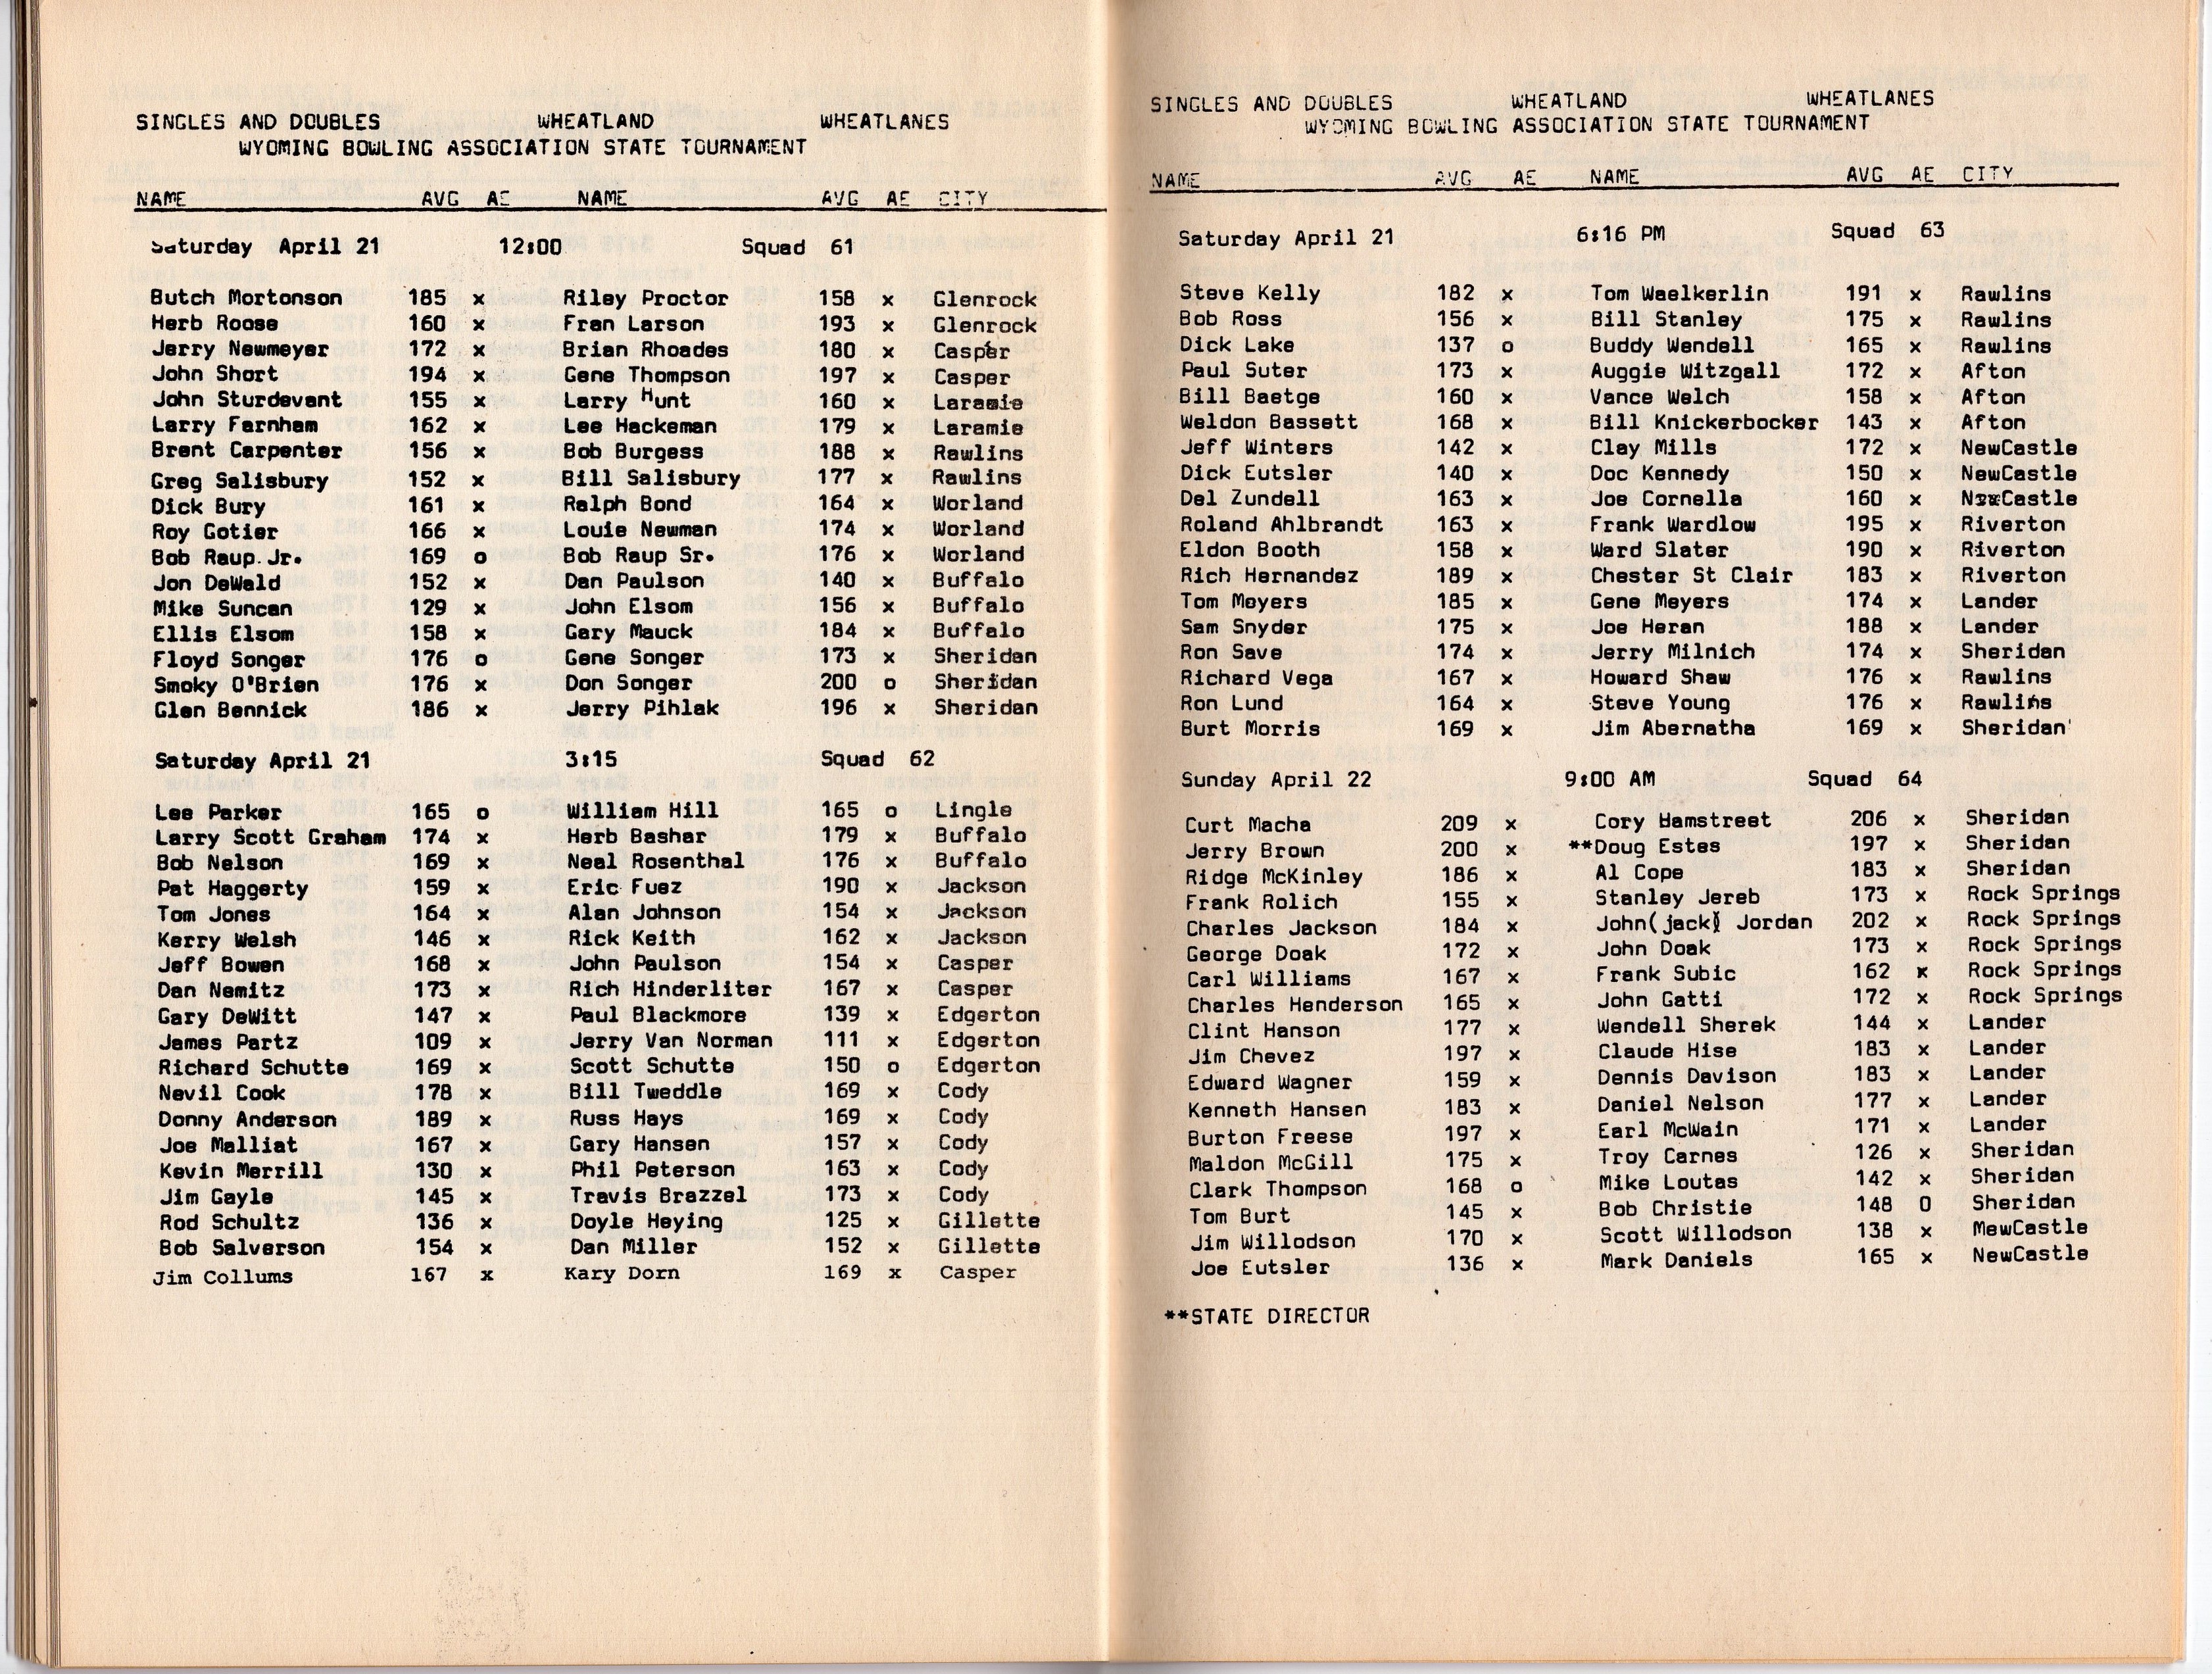 SINGLES AND DOUBLES WHEATLAND WHEATLANES
WYOMING BOWLING ASSOCIATION STATE TOURNAMENT
NAME AVG AE NAME AVG AE CITY
Saturday April 21 12:00 Squad 61
Butch Mortonson 185 x Riley Proctor 158 x Glenrock
Herb Roose 160 x Fran Larson 193 x Glenrock
Jerry Newmeyer 172 x Brian Rhoades 180 x Casper
John Short 194 x Gene Thompson 197 x Casper
John Sturdevant 155 x Larry Hunt 160 x Laramie
Larry Farnham 162 x Lee Hackeman 179 x Laramie
Brent Carpenter 156 x Bob Burgess 188 x Rawlins
Greg Salisbury 152 x Bill Salisbury 177 x Rawlins
Dick Bury 161 x Ralph Bond 164 x Worland
Roy Gotier 166 x Louie Newman 174 x Worland
Bob Raup Jr. 169 o Bob Raup Sr. 176 x Worland
Jon DeWald 152 x Dan Paulson 140 x Buffalo
Mike Suncan 129 x John Elsom 156 x Buffalo
Ellis Elsom 158 x Gary Mauck 184 x Buffalo
Floyd Songer 176 o Gene Songer 173 x Sheridan
Smoky O'Brien 176 x Don Songer 200 o Sheridan
Glen Bennick 186 x Jerry Pihlak 196 x Sheridan
Saturday April 21 3:15 Squad 62
Lee Parker 165 o William Hill 165 o Lingle
Larry Scott Graham 174 x Herb Bashar 179 x Buffalo
Bob Nelson 169 x Neal Rosenthal 176 x Buffalo
Pat Haggerty 159 x Eric Fuez 190 x Jackson
Tom Jones 164 x Alan Johnson 154 x Jackson
Kerry Welsh 146 x Rick Keith 162 x Jackson
Jeff Bowen 168 x John Paulson 154 x Casper
Dan Nemitz 173 x Rich Hinderliter 167 x Casper
Gary DeWitt 147 x Paul Blackmore 139 x Edgerton
James Partz 109 x Jerry Van Norman 111 x Edgerton
Richard Schutte 169 x Scott Schutte 150 o Edgerton
Nevil Cook 178 x Bill Tweddle 169 x Cody
Donny Anderson 189 x Russ Hays 169 x Cody
Joe Malliat 167 x Gary Hansen 157 x Cody
Kevin Merrill 130 x Phil Peterson 163 x Cody
Jim Gayle 145 x Travis Brazzel 173 x Cody
Rod Schultz 136 x Doyle Heying 125 x Gillette
Bob Salverson 154 x Dan Miller 152 x Gillette
Jim Collums 167 x Kary Dorn 169 x Casper
SINGLES AND DOUBLES WHEATLAND WHEATLANES
WYOMING BOWLING ASSOCIATION STATE TOURNAMENT
NAME AVG AE NAME AVG AE CITY
Saturday April 21 6:16 PM Squad 63
Steve Kelly 182 x Tom Waelkerlin 191 x Rawlins
Bob Ross 156 x Bill Stanley 175 x Rawlins
Dick Lake 137 o Buddy Wendell 165 x Rawlins
Paul Suter 173 x Auggie Witzgall 172 x Afton
Bill Baetge 160 x Vance Welch 158 x Afton
Weldon Bassett 168 x Bill Knickerbocker 143 x Afton
Jeff Winters 142 x Clay Mills 172 x NewCastle
Dick Eutsler 140 x Doc Kennedy 150 x NewCastle
Del Zundell 163 x Joe Cornella 160 x NewCastle
Roland Ahlbrandt 163 x Frank Wardlow 195 x Riverton
Eldon Booth 158 x Ward Slater 190 x Riverton
Rich Hernandez 189 x Chester St Clair 183 x Riverton
Tom Meyers 185 x Gene Meyers 174 x Lander
Sam Snyder 175 x Joe Heran 188 x Lander
Ron Save 174 x Jerry Milnich 174 x Sheridan
Richard Vega 167 x Howard Shaw 176 x Rawlins
Ron Lund 164 x Steve Young 176 x Rawlins
Burt Morris 169 x Jim Abernatha 169 x Sheridan
Sunday April 22 9:00 AM Squad 64
Curt Macha 209 x Cory Hamstreet 206 x Sheridan
Jerry Brown 200 x **Doug Estes 197 x Sheridan
Ridge McKinley 186 x Al Cope 183 x Sheridan
Frank Rolich 155 x Stanley Jereb 173 x Rock Springs
Charles Jackson 184 x John(jack) Jordan 202 x Rock Springs
George Doak 172 x John Doak 173 x Rock Springs
Carl Williams 167 x Frank Subic 162 x Rock Springs
Charles Henderson 165 x John Gatti 172 x Rock Springs
Clint Hanson 177 x Wendell Sherek 144 x Lander
Jim Chevez 197 x Claude Hise 183 x Lander
Edward Wagner 159 x Dennis Davison 183 x Lander
Kenneth Hansen 183 x Daniel Nelson 177 x Lander
Burton Freese 197 x Earl McWain 171 x Lander
Maldon McGill 175 x Troy Carnes 126 x Sheridan
Clark Thompson 168 o Mike Loutas 142 x Sheridan
Tom Burt 145 x Bob Christie 148 O Sheridan
Jim Willodson 170 x Scott Willodson 138 x MewCastle
Joe Eutsler 136 x Mark Daniels 165 x NewCastle
**STATE DIRECTOR